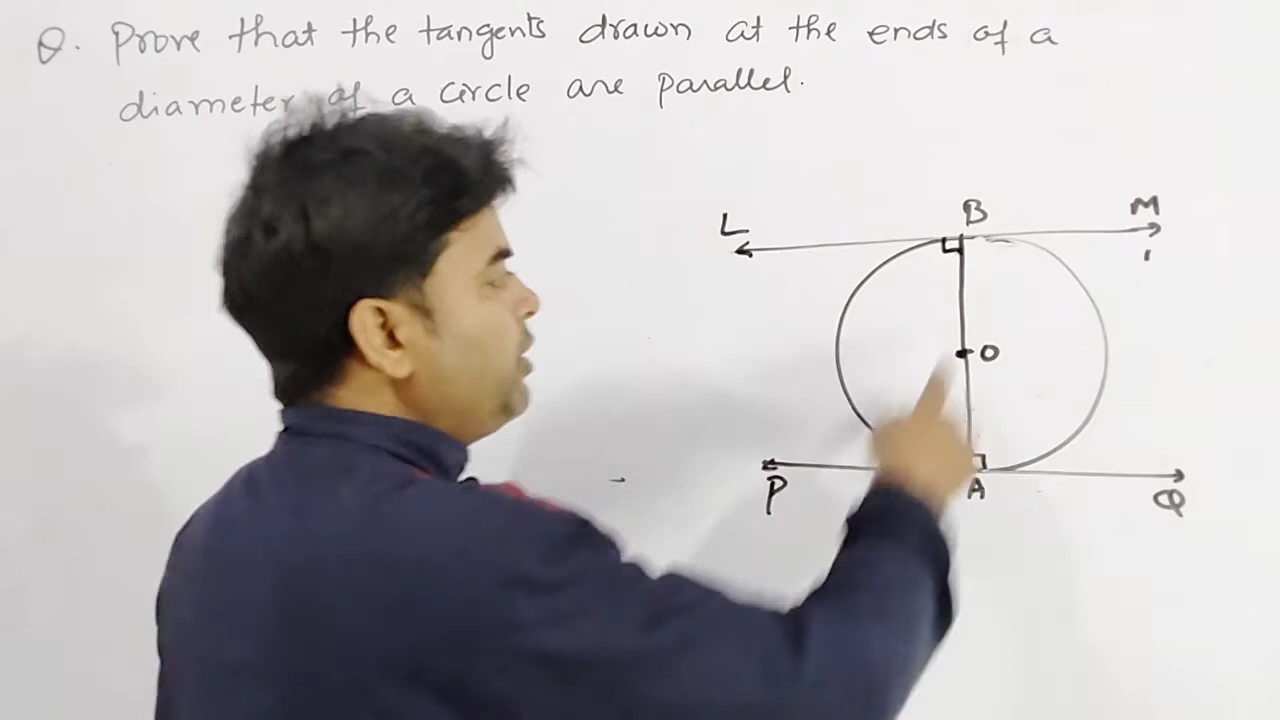 Q. Prove that the tangents drawn at the ends of a
diameter of a circle are parallel.
B
L
M
O
P
A
Q